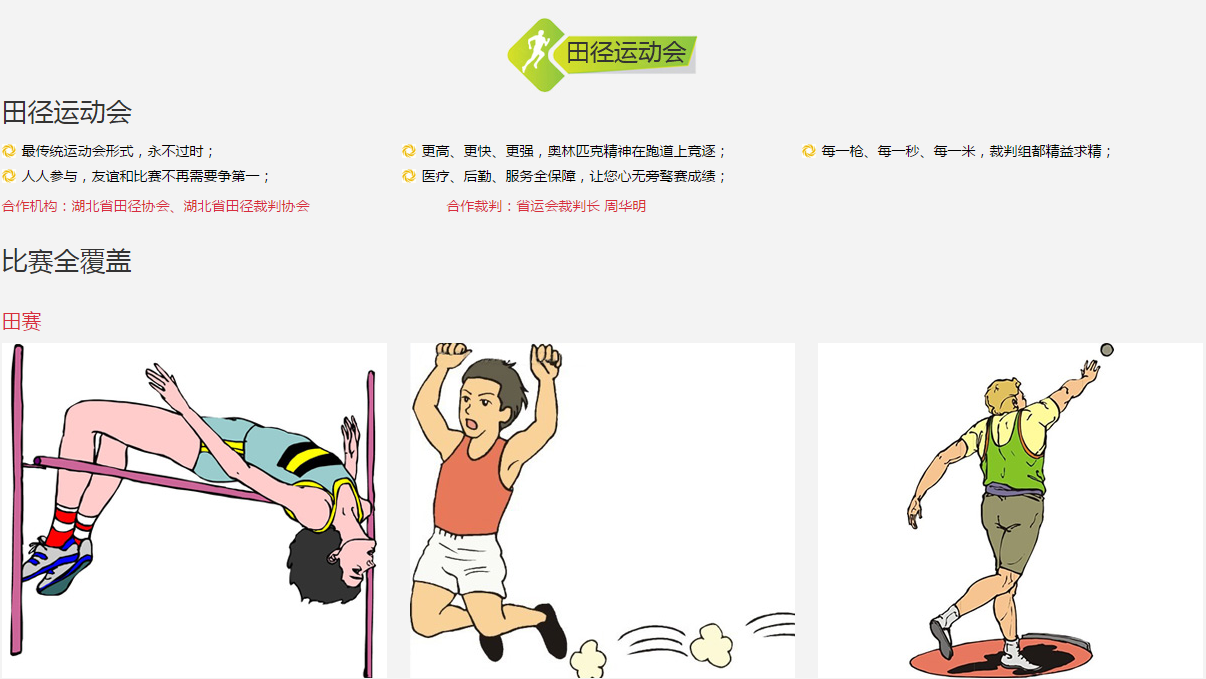 田径运动会
田径运动会
最传统运动会形式，永不过时； 更高、更快、更强，奥林匹克精神在跑道上竞逐； 每一枪、每一秒、每一米，裁判组都精益求精；
人人参与，友谊和比赛不再需要争第一； 医疗、后勤、服务全保障，让您心无旁骛赛成绩；
合作机构：湖北省田径协会、湖北省田径裁判协会 合作裁判：省运会裁判长 周华明
比赛全覆盖
田赛